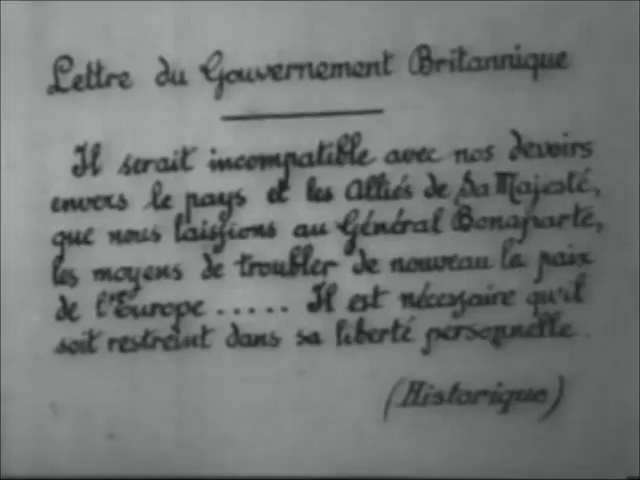 Lettre du Gouvernement Britannique
Il serait incompatible avec nos devoirs
envers le pays et les Alliés de Sa Majesté,
que nous laissions au Général Bonaparte,
les moyens de troubler de nouveau la paix
de l'Europe ..... Il est nécessaire qu'il
soit restreint dans sa liberté personnelle.
(Historique)